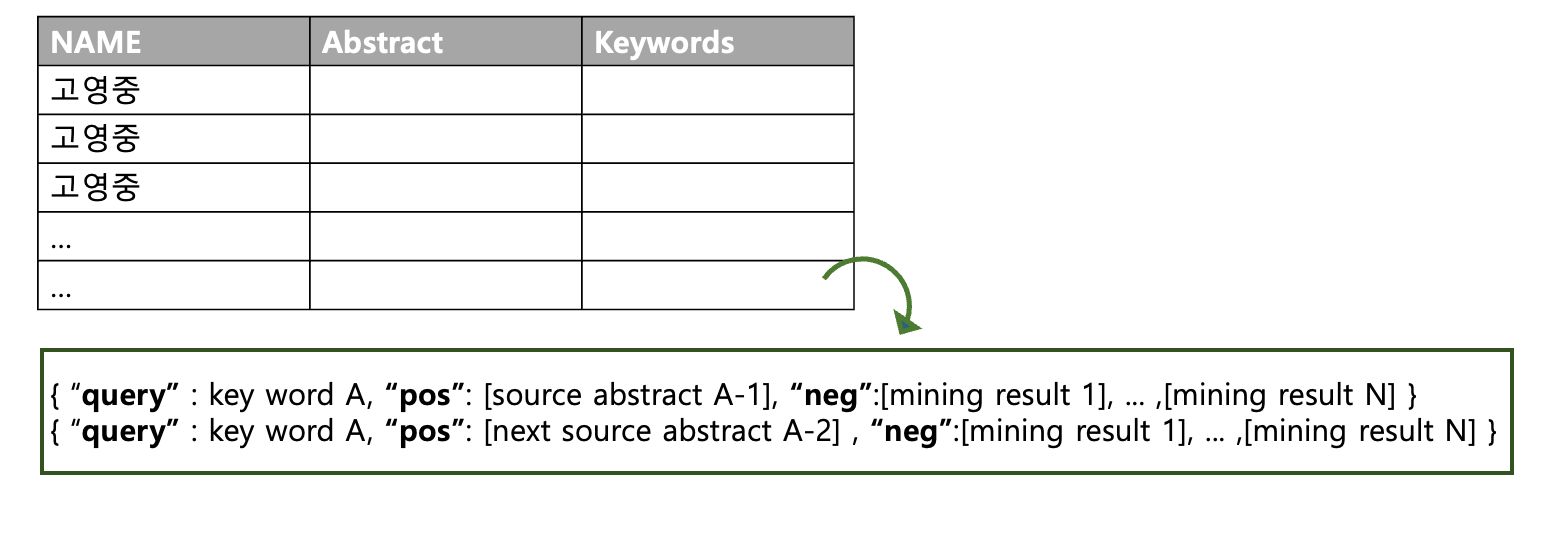 NAME Abstract Keywords
고영중
고영중
고영중
...
...
{ “query” : key word A, “pos”: [source abstract A-1], “neg”:[mining result 1], ... ,[mining result N] }
{ “query” : key word A, “pos”: [next source abstract A-2] , “neg”:[mining result 1], ... ,[mining result N] }